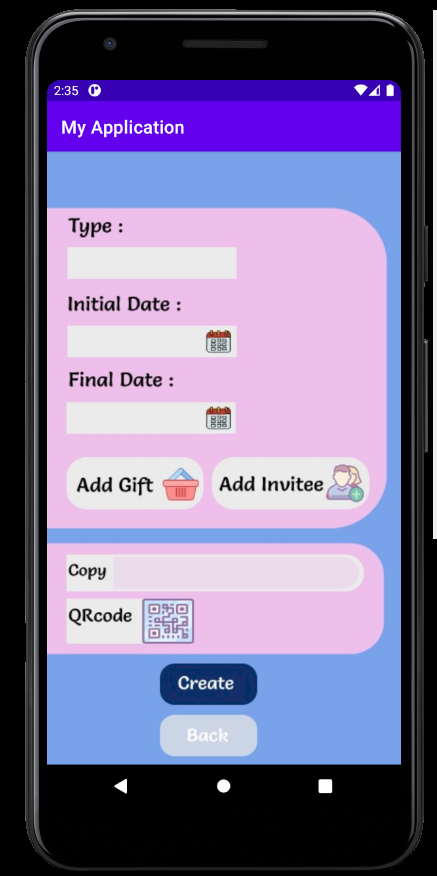 2:35
My Application
Type :
Initial Date :
Final Date :
Add Gift
Add Invitee
Copy
QRcode
Create
Back